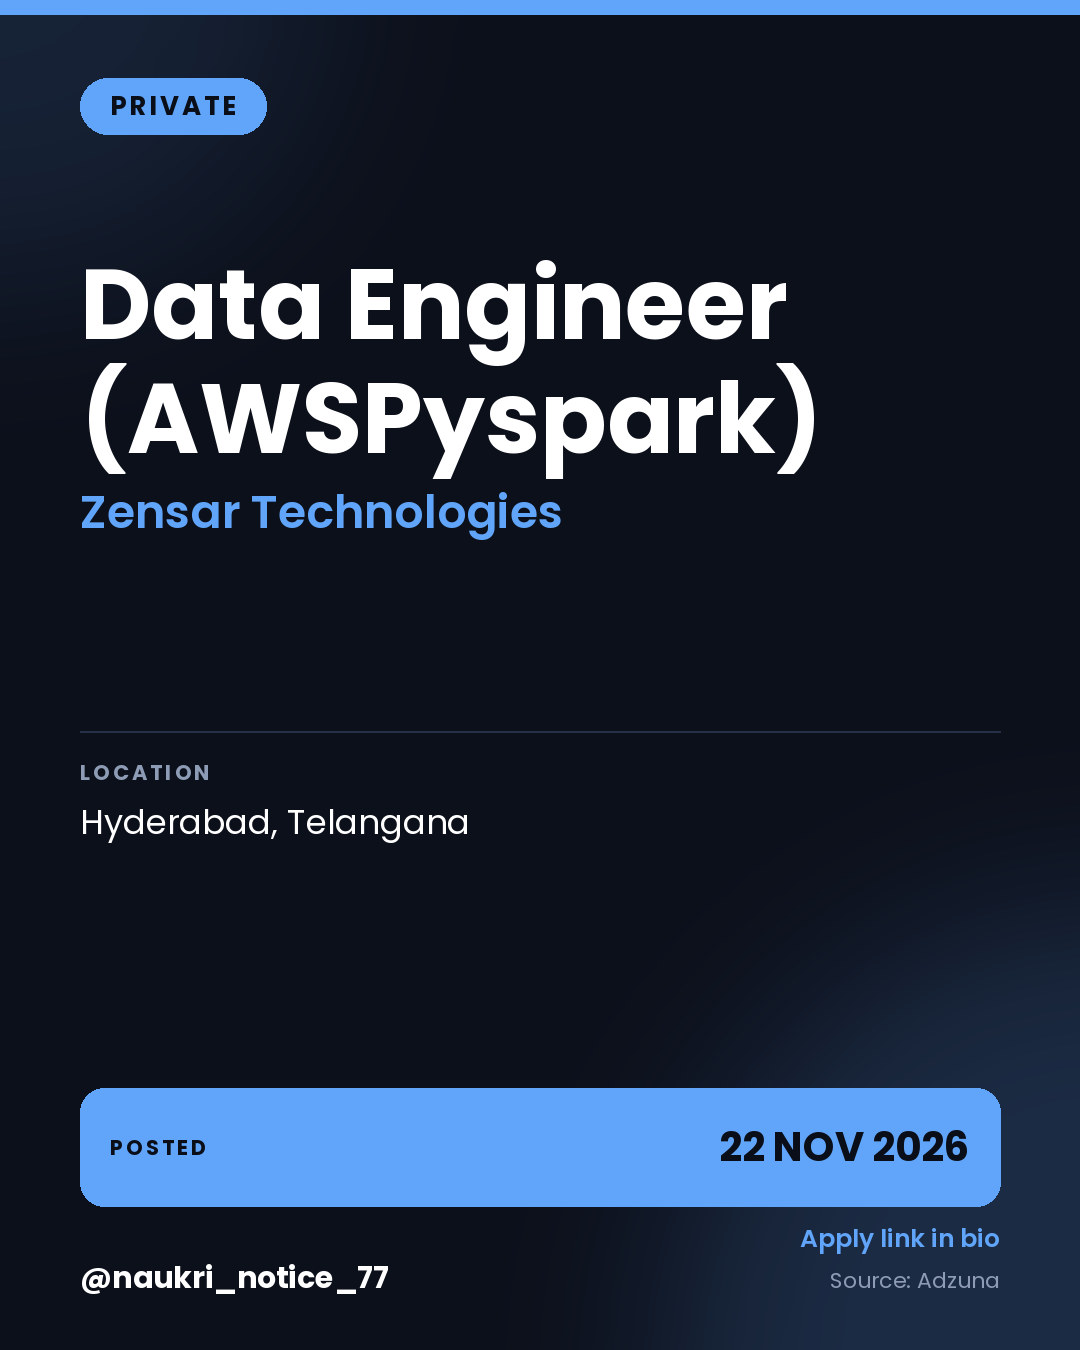 PRIVATE
Data Engineer
(AWSPyspark)
Zensar Technologies
LOCATION
Hyderabad, Telangana
POSTED
22 NOV 2026
Apply link in bio
@naukri_notice_77
Source: Adzuna